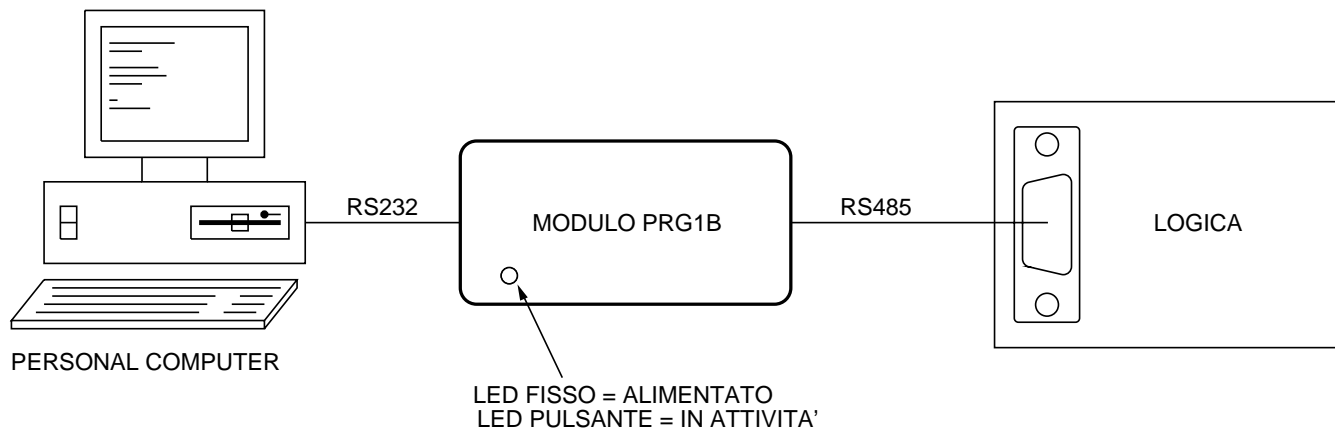 RS232
MODULO PRG1B
RS485
LOGICA
PERSONAL COMPUTER
LED FISSO = ALIMENTATO
LED PULSANTE = IN ATTIVITA'